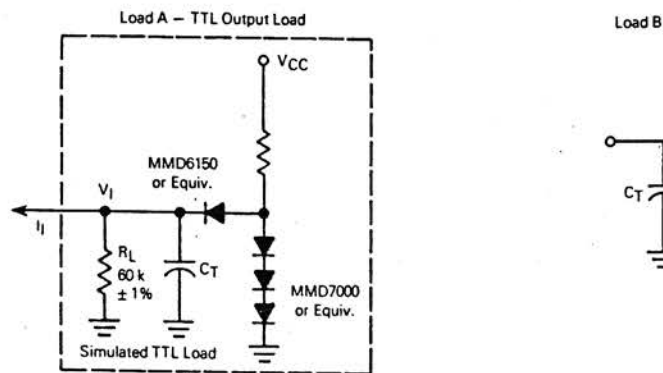 Load A – TTL Output Load
Load B
VCC
MMD6150
or Equiv.
VI
II
RL
60 k
± 1%
CT
CT
MMD7000
or Equiv.
Simulated TTL Load